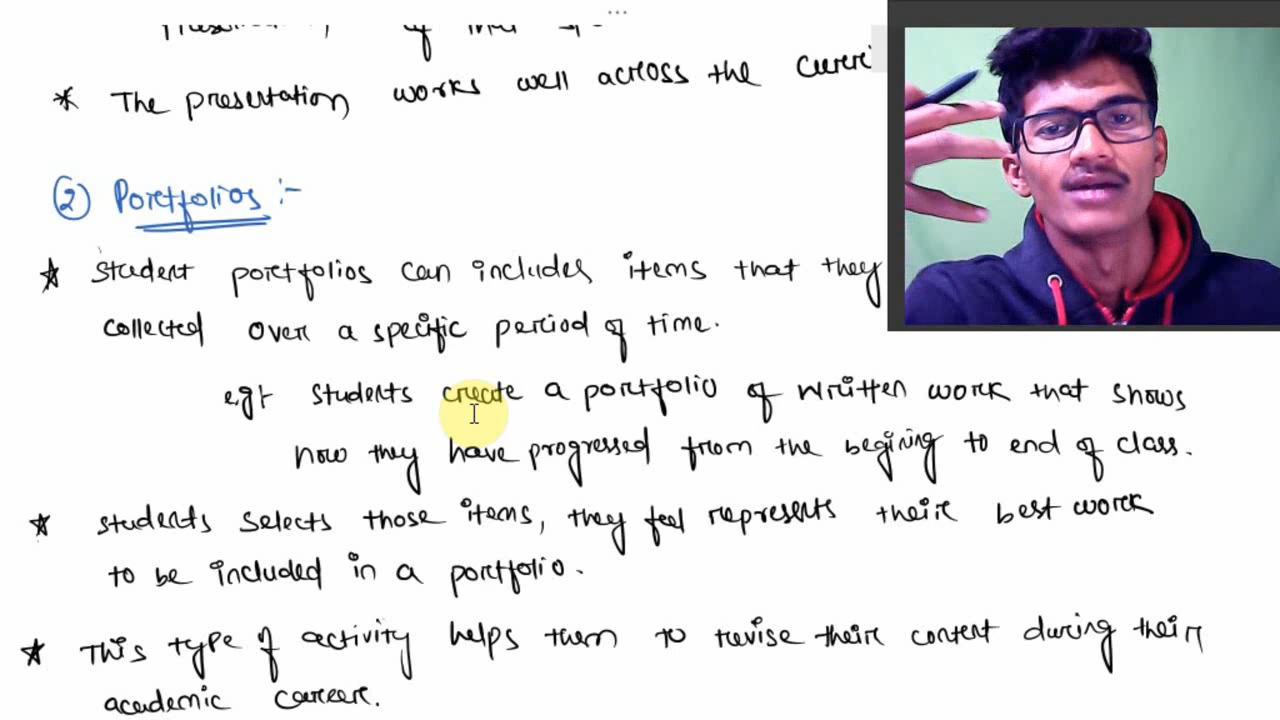 * The presentation works well across the
② Portfolios :-
* Student portfolios can includes items that they
collected over a specific period of time.
e.g:- Students create a portfolio of written work that shows
how they have progressed from the begining to end of class.
* Students selects those items, they feel represents their best work
to be included in a portfolio.
* This type of activity helps them to revise their content during their
academic career.